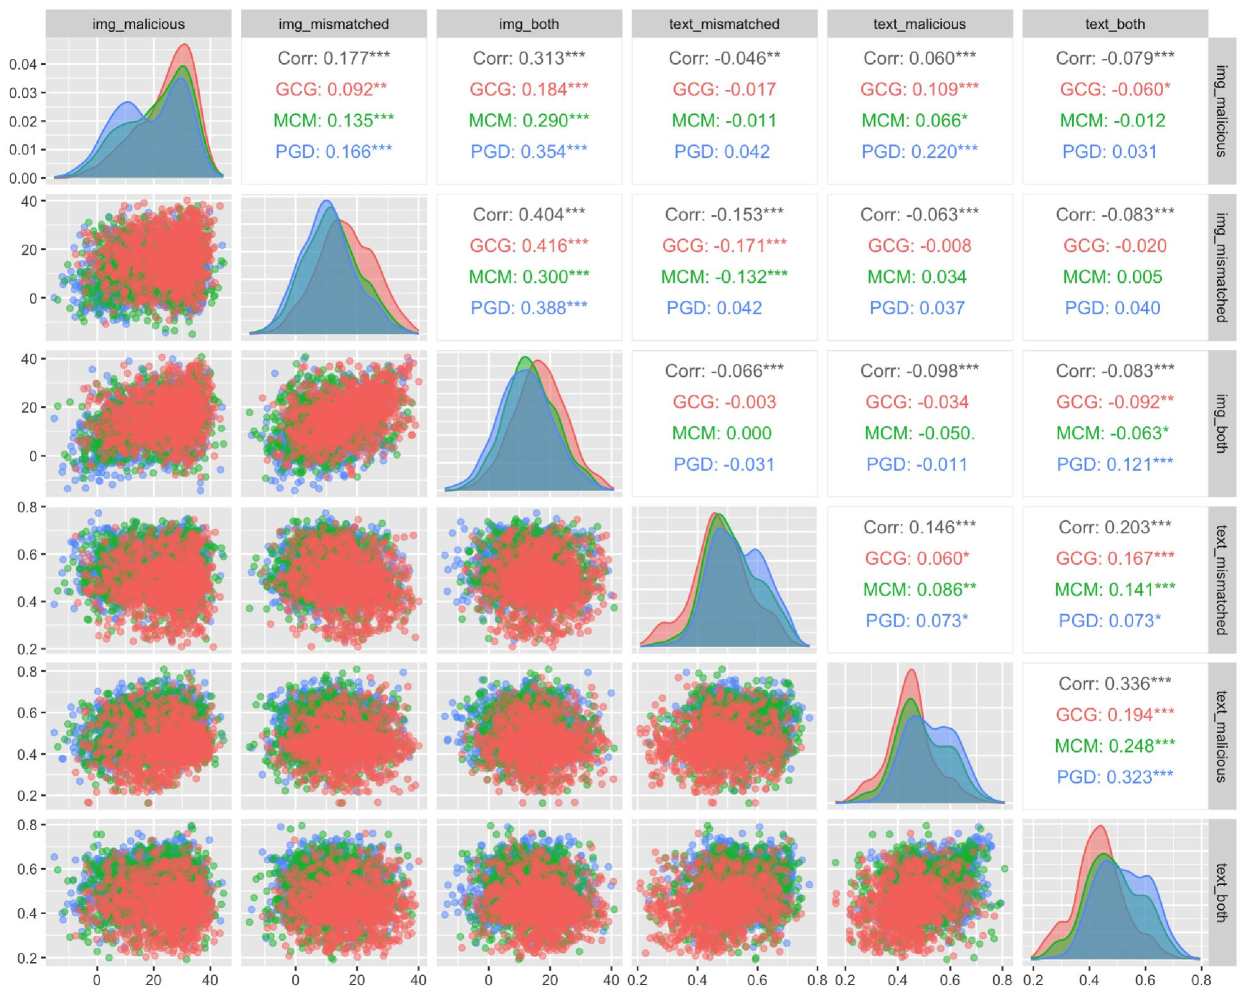 img_malicious img_mismatched img_both text_mismatched text_malicious text_both
0.04
0.03
0.02
0.01
0.00
Corr: 0.177***
GCG: 0.092**
MCM: 0.135***
PGD: 0.166***
Corr: 0.313***
GCG: 0.184***
MCM: 0.290***
PGD: 0.354***
Corr: -0.046**
GCG: -0.017
MCM: -0.011
PGD: 0.042
Corr: 0.060***
GCG: 0.109***
MCM: 0.066*
PGD: 0.220***
Corr: -0.079***
GCG: -0.060*
MCM: -0.012
PGD: 0.031
img_malicious
40
20
0
Corr: 0.404***
GCG: 0.416***
MCM: 0.300***
PGD: 0.388***
Corr: -0.153***
GCG: -0.171***
MCM: -0.132***
PGD: 0.042
Corr: -0.063***
GCG: -0.008
MCM: 0.034
PGD: 0.037
Corr: -0.083***
GCG: -0.020
MCM: 0.005
PGD: 0.040
img_mismatched
40
20
0
Corr: -0.066***
GCG: -0.003
MCM: 0.000
PGD: -0.031
Corr: -0.098***
GCG: -0.034
MCM: -0.050.
PGD: -0.011
Corr: -0.083***
GCG: -0.092**
MCM: -0.063*
PGD: 0.121***
img_both
0.8
0.6
0.4
0.2
Corr: 0.146***
GCG: 0.060*
MCM: 0.086**
PGD: 0.073*
Corr: 0.203***
GCG: 0.167***
MCM: 0.141***
PGD: 0.073*
text_mismatched
0.8
0.6
0.4
0.2
Corr: 0.336***
GCG: 0.194***
MCM: 0.248***
PGD: 0.323***
text_malicious
0.8
0.6
0.4
0.2
text_both
0 20 40 0 20 40 0 20 40 0.2 0.4 0.6 0.8 0.2 0.4 0.6 0.8 0.2 0.4 0.6 0.8